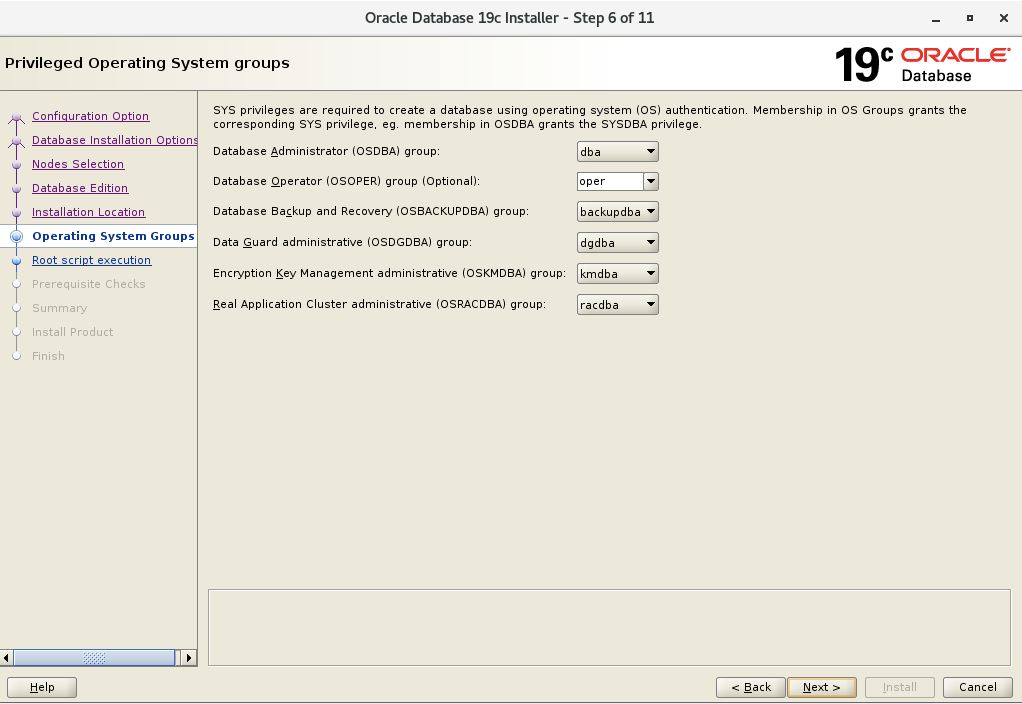 Oracle Database 19c Installer - Step 6 of 11
Privileged Operating System groups
19c ORACLE
Database
Configuration Option
Database Installation Options
Nodes Selection
Database Edition
Installation Location
Operating System Groups
Root script execution
Prerequisite Checks
Summary
Install Product
Finish
SYS privileges are required to create a database using operating system (OS) authentication. Membership in OS Groups grants the
corresponding SYS privilege, eg. membership in OSDBA grants the SYSDBA privilege.
Database Administrator (OSDBA) group: dba
Database Operator (OSOPER) group (Optional): oper
Database Backup and Recovery (OSBACKUPDBA) group: backupdba
Data Guard administrative (OSDGDBA) group: dgdba
Encryption Key Management administrative (OSKMDBA) group: kmdba
Real Application Cluster administrative (OSRACDBA) group: racdba
Help < Back Next > Install Cancel